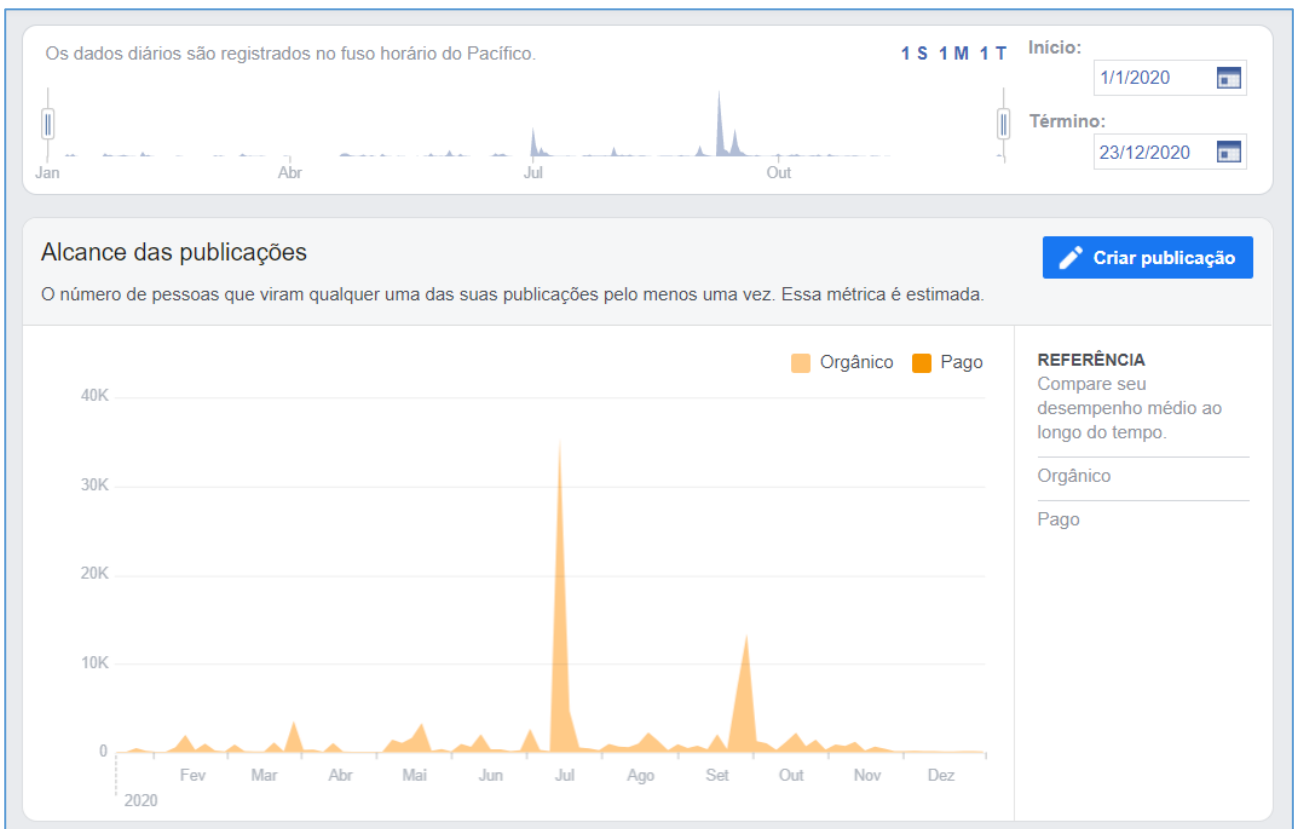 Os dados diários são registrados no fuso horário do Pacífico.
1 S 1 M 1 T
Início:
1/1/2020
Término:
23/12/2020
Jan Abr Jul Out
Alcance das publicações
Criar publicação
O número de pessoas que viram qualquer uma das suas publicações pelo menos uma vez. Essa métrica é estimada.
Orgânico Pago
40K
30K
20K
10K
0
Fev Mar Abr Mai Jun Jul Ago Set Out Nov Dez
2020
REFERÊNCIA
Compare seu
desempenho médio ao
longo do tempo.
Orgânico
Pago